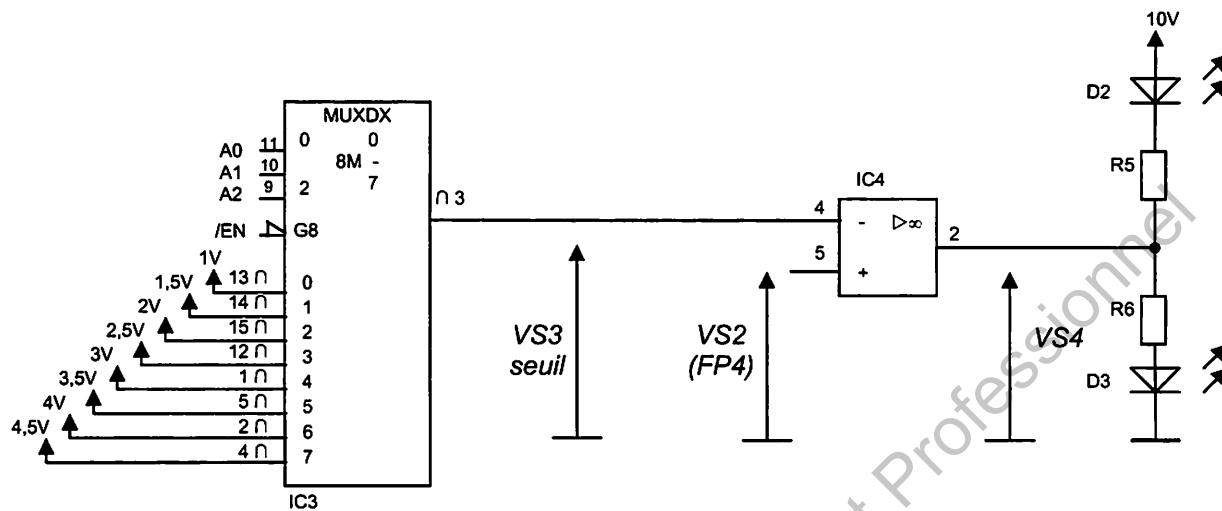 10V
D2
R5
R6
D3
MUXDX
A0 11 0 0
A1 10 8M -
A2 9 2 7
/EN G8
∩ 3
1V 13 ∩ 0
1,5V 14 ∩ 1
2V 15 ∩ 2
2,5V 12 ∩ 3
3V 1 ∩ 4
3,5V 5 ∩ 5
4V 2 ∩ 6
4,5V 4 ∩ 7
IC3
VS3
seuil
IC4
4 - ▷∞ 2
5 +
VS2
(FP4)
VS4
t Professionnel